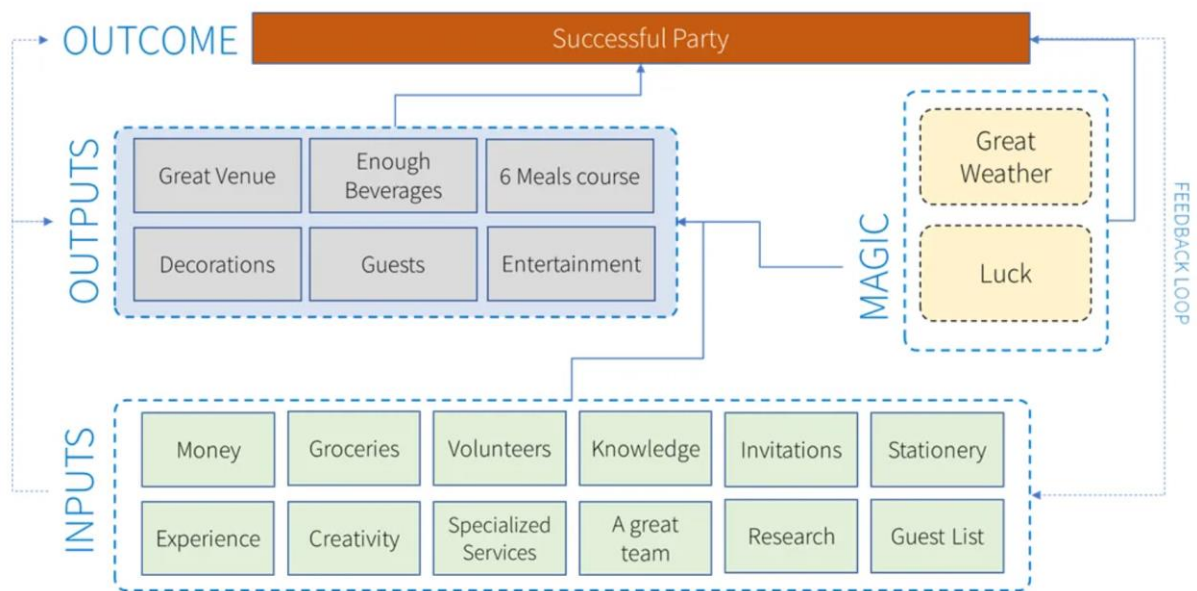 OUTCOME
Successful Party
OUTPUTS
Great Venue
Enough
Beverages
6 Meals course
Decorations
Guests
Entertainment
MAGIC
Great
Weather
Luck
FEEDBACK LOOP
INPUTS
Money
Groceries
Volunteers
Knowledge
Invitations
Stationery
Experience
Creativity
Specialized
Services
A great
team
Research
Guest List